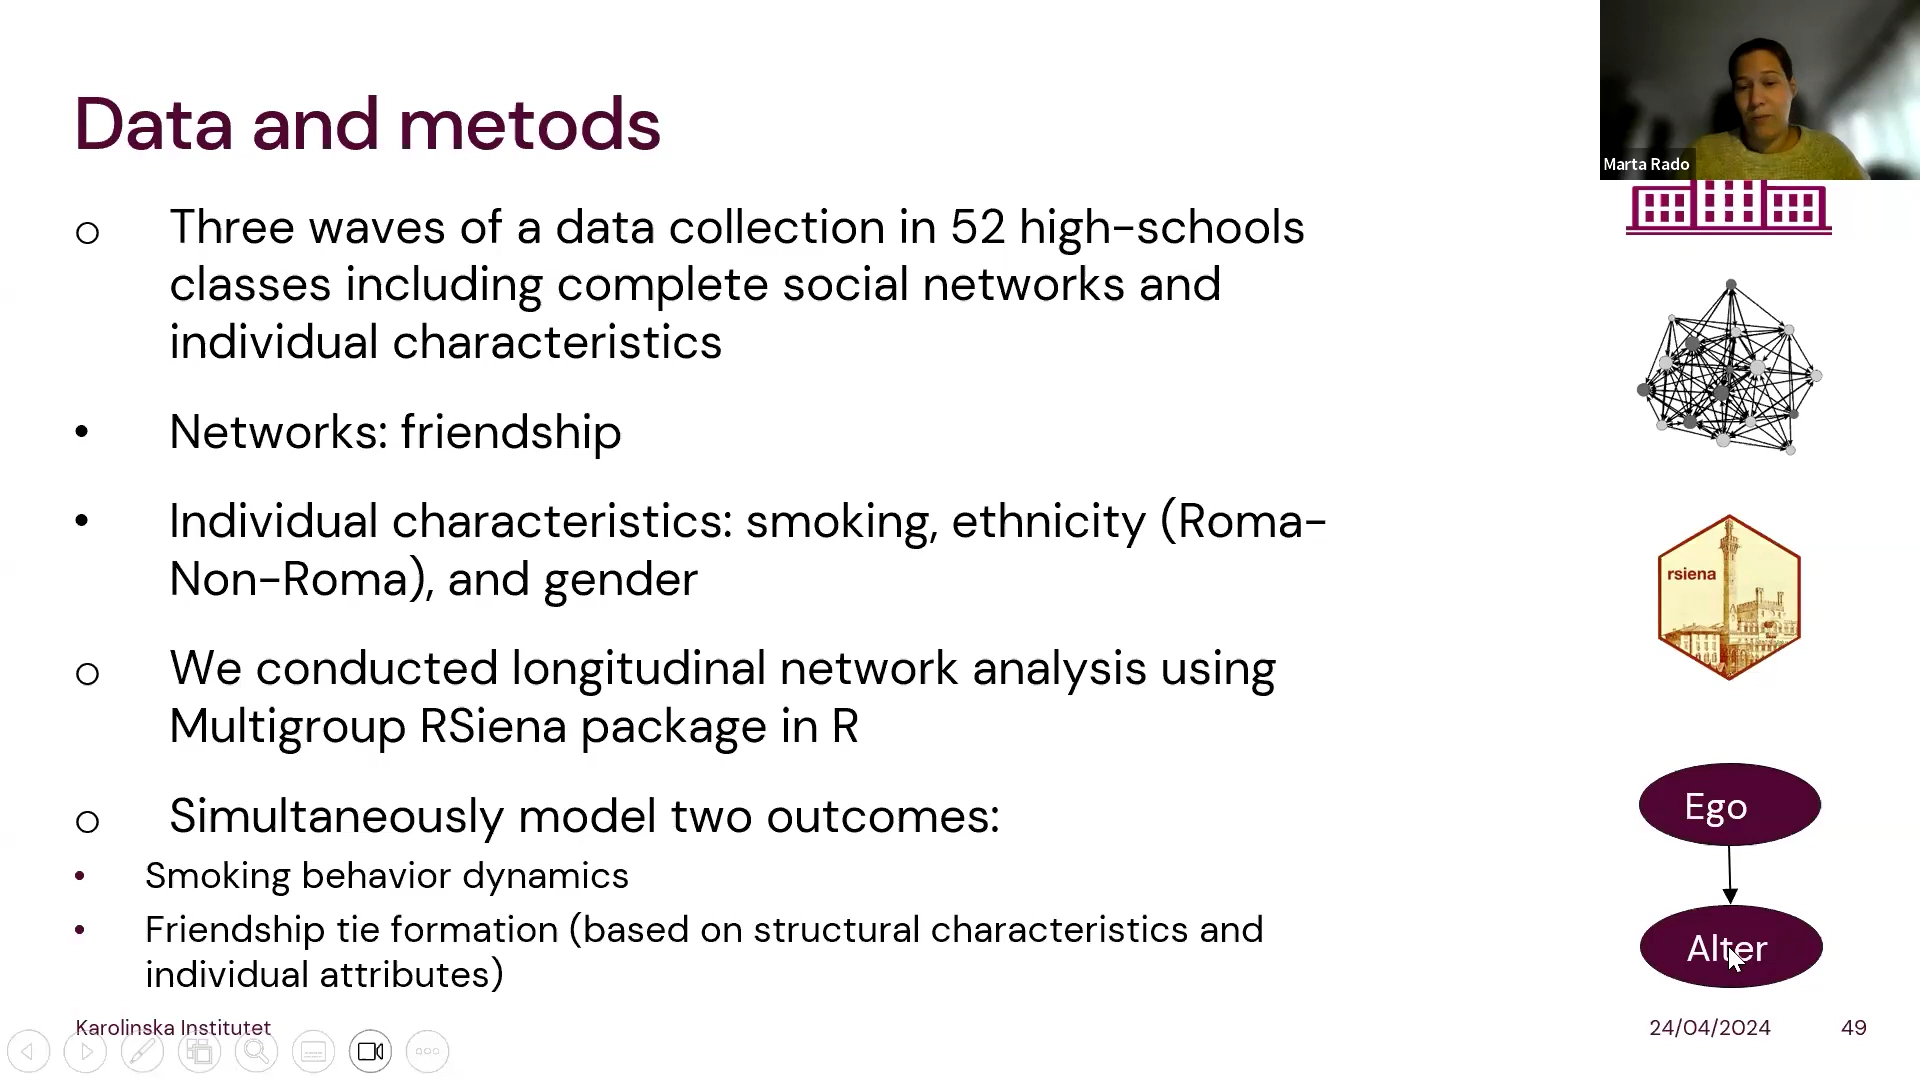 Data and metods
Marta Rado
Three waves of a data collection in 52 high-schools
classes including complete social networks and
individual characteristics
Networks: friendship
Individual characteristics: smoking, ethnicity (Roma-
Non-Roma), and gender
rsiena
We conducted longitudinal network analysis using
Multigroup RSiena package in R
Simultaneously model two outcomes:
Smoking behavior dynamics
Friendship tie formation (based on structural characteristics and
individual attributes)
Ego
Alter
Karolinska Institutet
24/04/2024
49